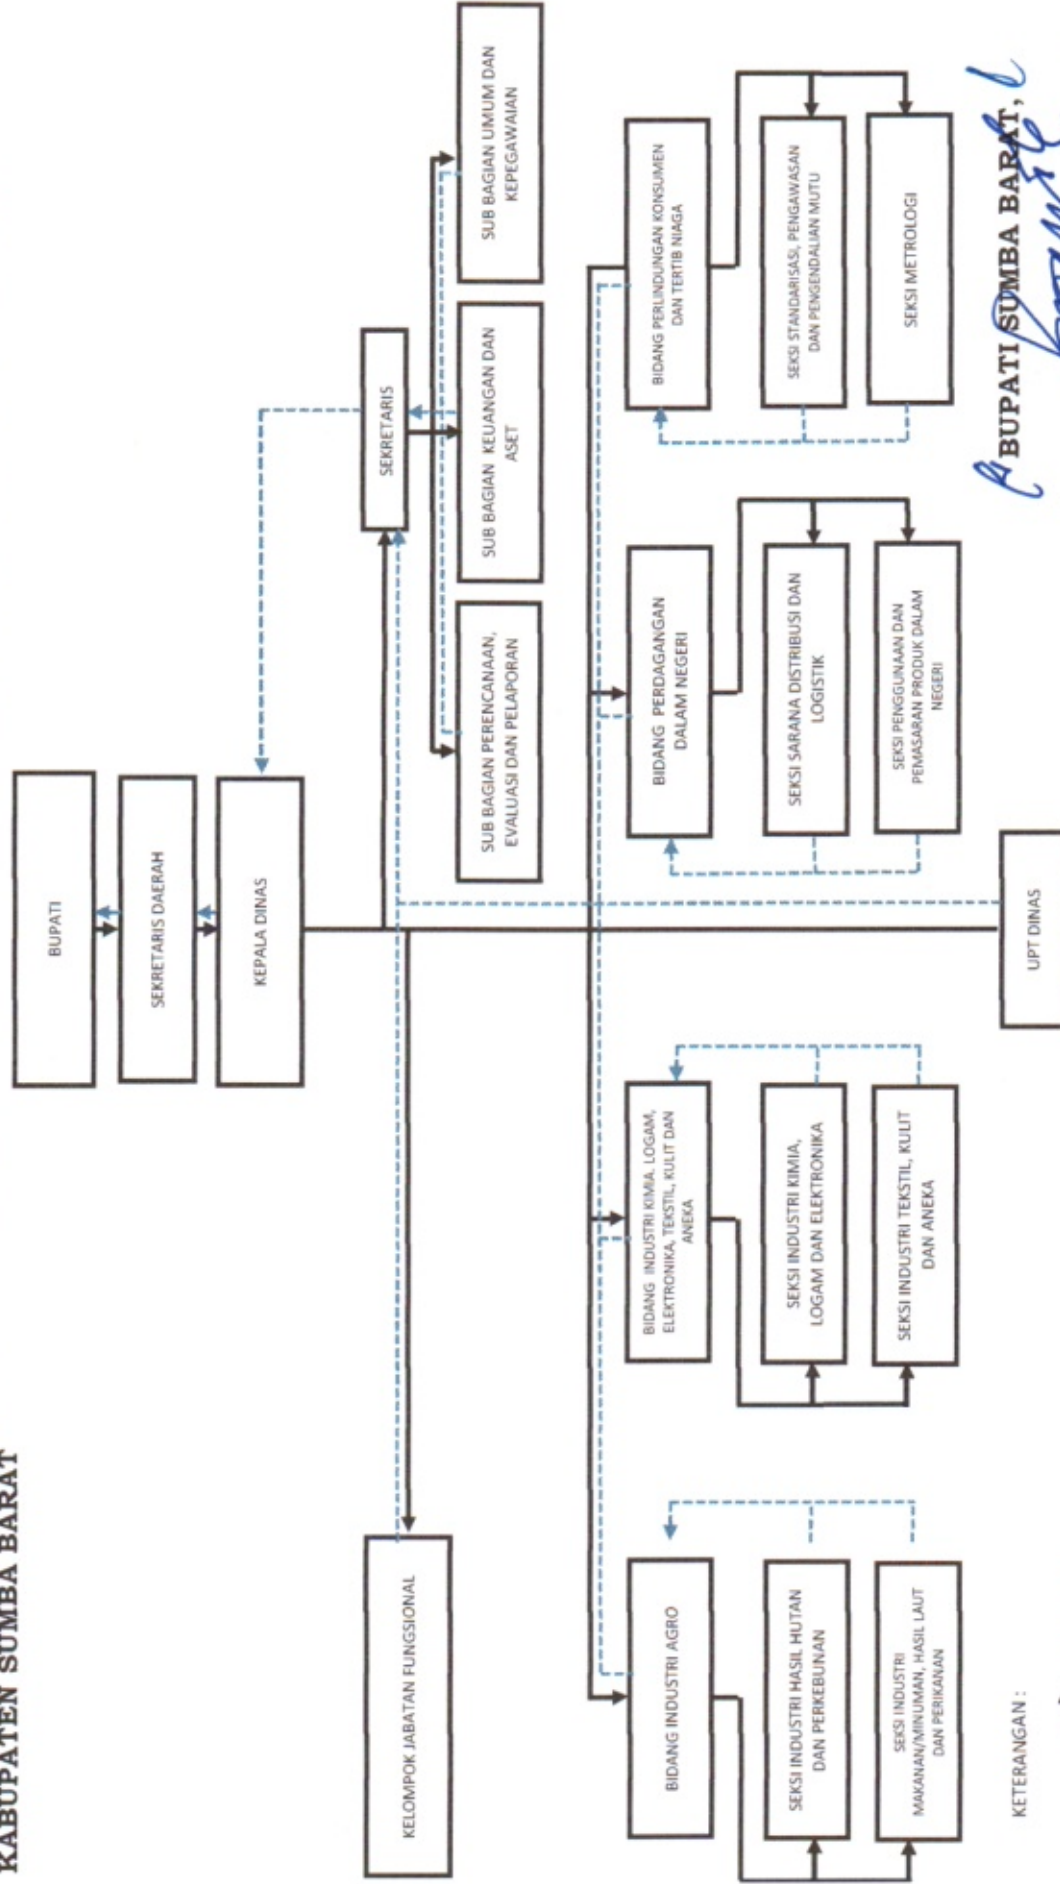 KABUPATEN SUMBA BARAT
BUPATI
SEKRETARIS DAERAH
KEPALA DINAS
KELOMPOK JABATAN FUNGSIONAL
SEKRETARIS
SUB BAGIAN PERENCANAAN,
EVALUASI DAN PELAPORAN
SUB BAGIAN KEUANGAN DAN
ASET
SUB BAGIAN UMUM DAN
KEPEGAWAIAN
BIDANG INDUSTRI AGRO
BIDANG INDUSTRI KIMIA. LOGAM,
ELEKTRONIKA, TEKSTIL, KULIT DAN
ANEKA
BIDANG PERDAGANGAN
DALAM NEGERI
BIDANG PERLINDUNGAN KONSUMEN
DAN TERTIB NIAGA
SEKSI INDUSTRI HASIL HUTAN
DAN PERKEBUNAN
SEKSI INDUSTRI KIMIA,
LOGAM DAN ELEKTRONIKA
SEKSI SARANA DISTRIBUSI DAN
LOGISTIK
SEKSI STANDARISASI, PENGAWASAN
DAN PENGENDALIAN MUTU
SEKSI INDUSTRI
MAKANAN/MINUMAN, HASIL LAUT
DAN PERIKANAN
SEKSI INDUSTRI TEKSTIL, KULIT
DAN ANEKA
SEKSI PENGGUNAAN DAN
PEMASARAN PRODUK DALAM
NEGERI
SEKSI METROLOGI
UPT DINAS
KETERANGAN :
BUPATI SUMBA BARAT,